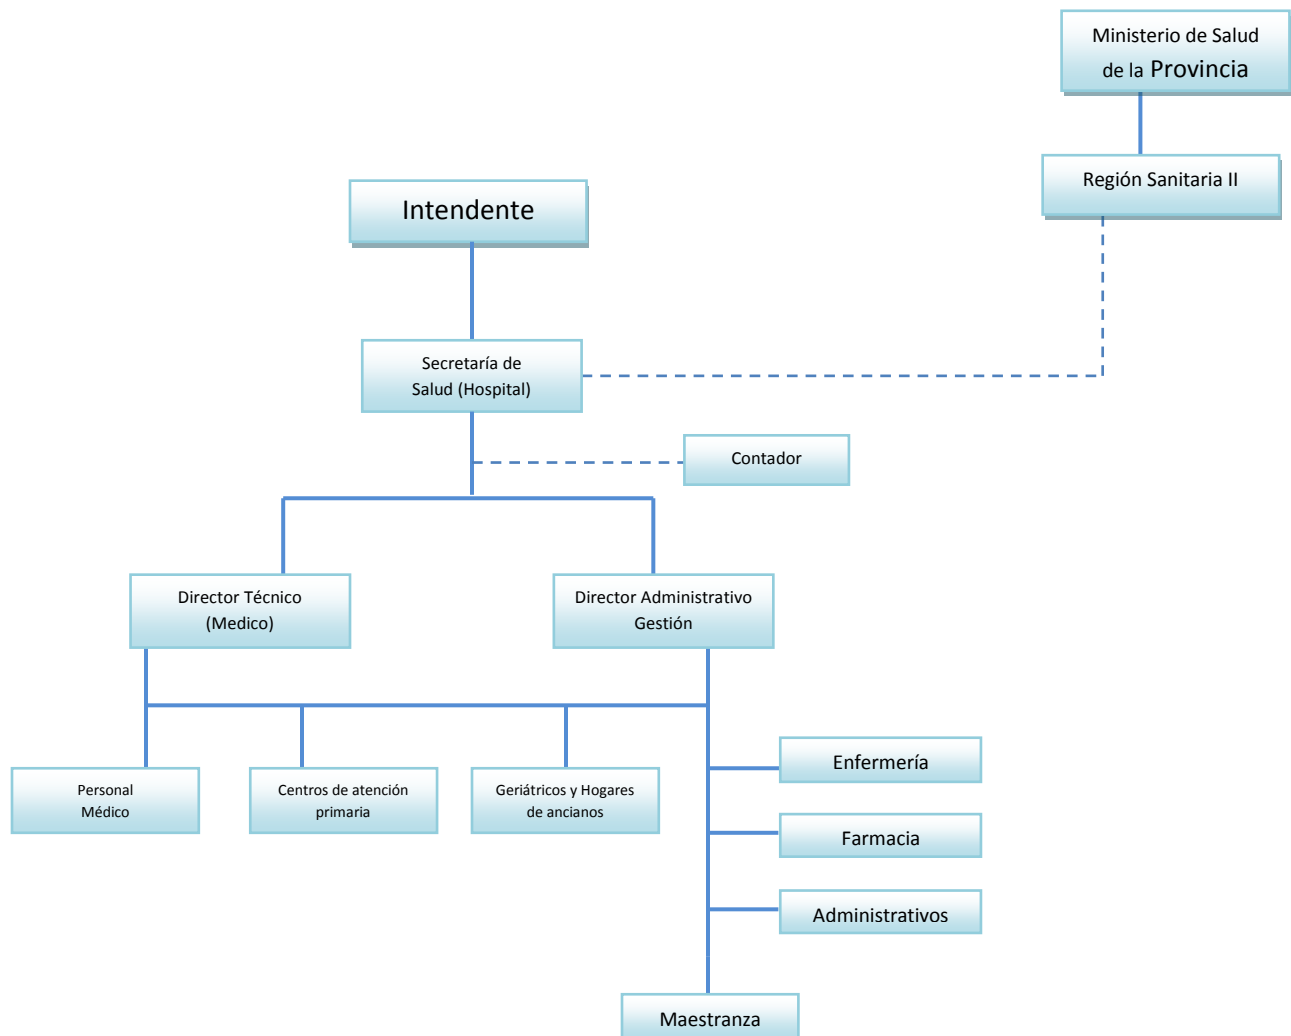 Ministerio de Salud
de la Provincia
Región Sanitaria II
Intendente
Secretaría de
Salud (Hospital)
Contador
Director Técnico
(Medico)
Director Administrativo
Gestión
Personal
Médico
Centros de atención
primaria
Geriátricos y Hogares
de ancianos
Enfermería
Farmacia
Administrativos
Maestranza